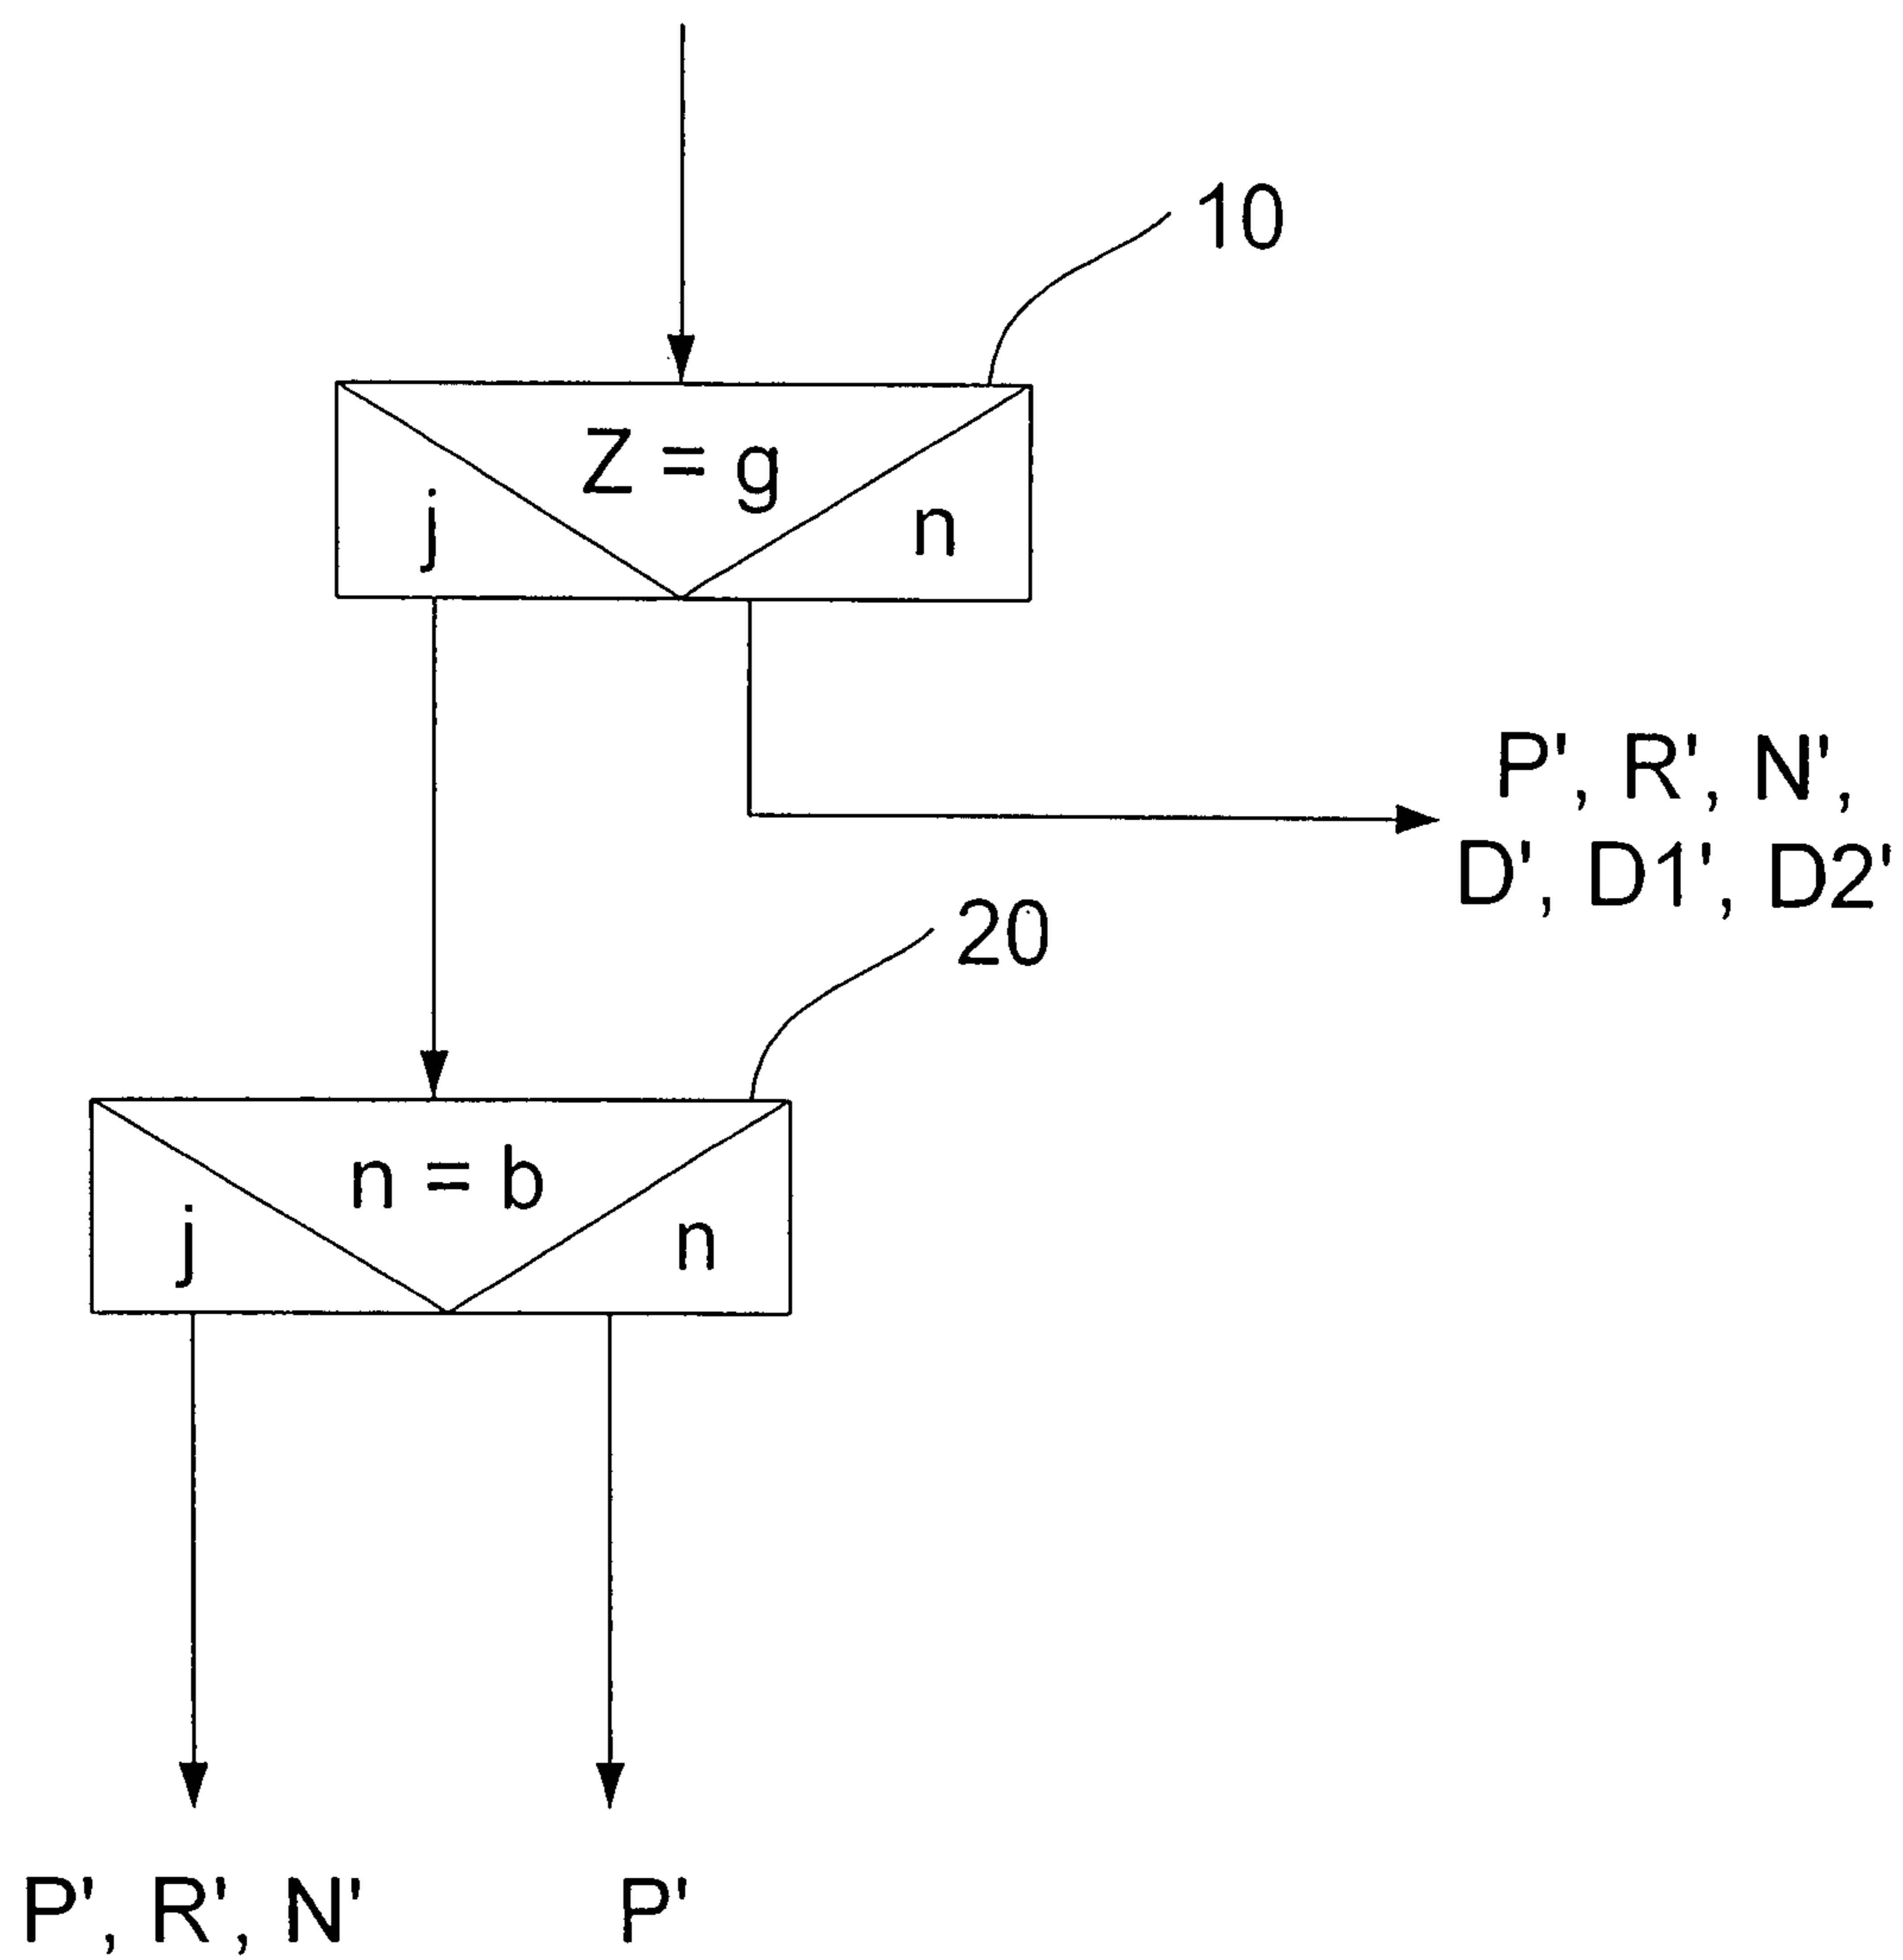 10
Z = g
j
n
P', R', N',
D', D1', D2'
20
n = b
j
n
P', R', N'
P'